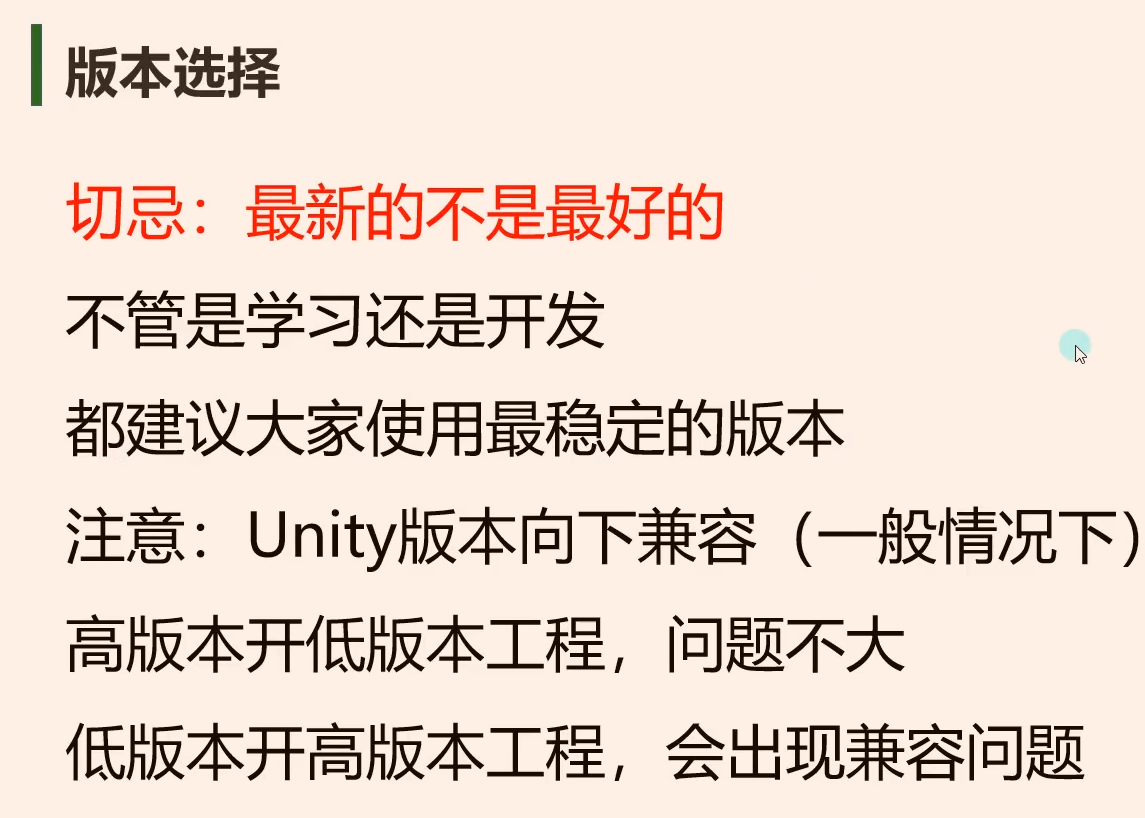 版本选择
切忌：最新的不是最好的
不管是学习还是开发
都建议大家使用最稳定的版本
注意：Unity版本向下兼容（一般情况下）
高版本开低版本工程，问题不大
低版本开高版本工程，会出现兼容问题